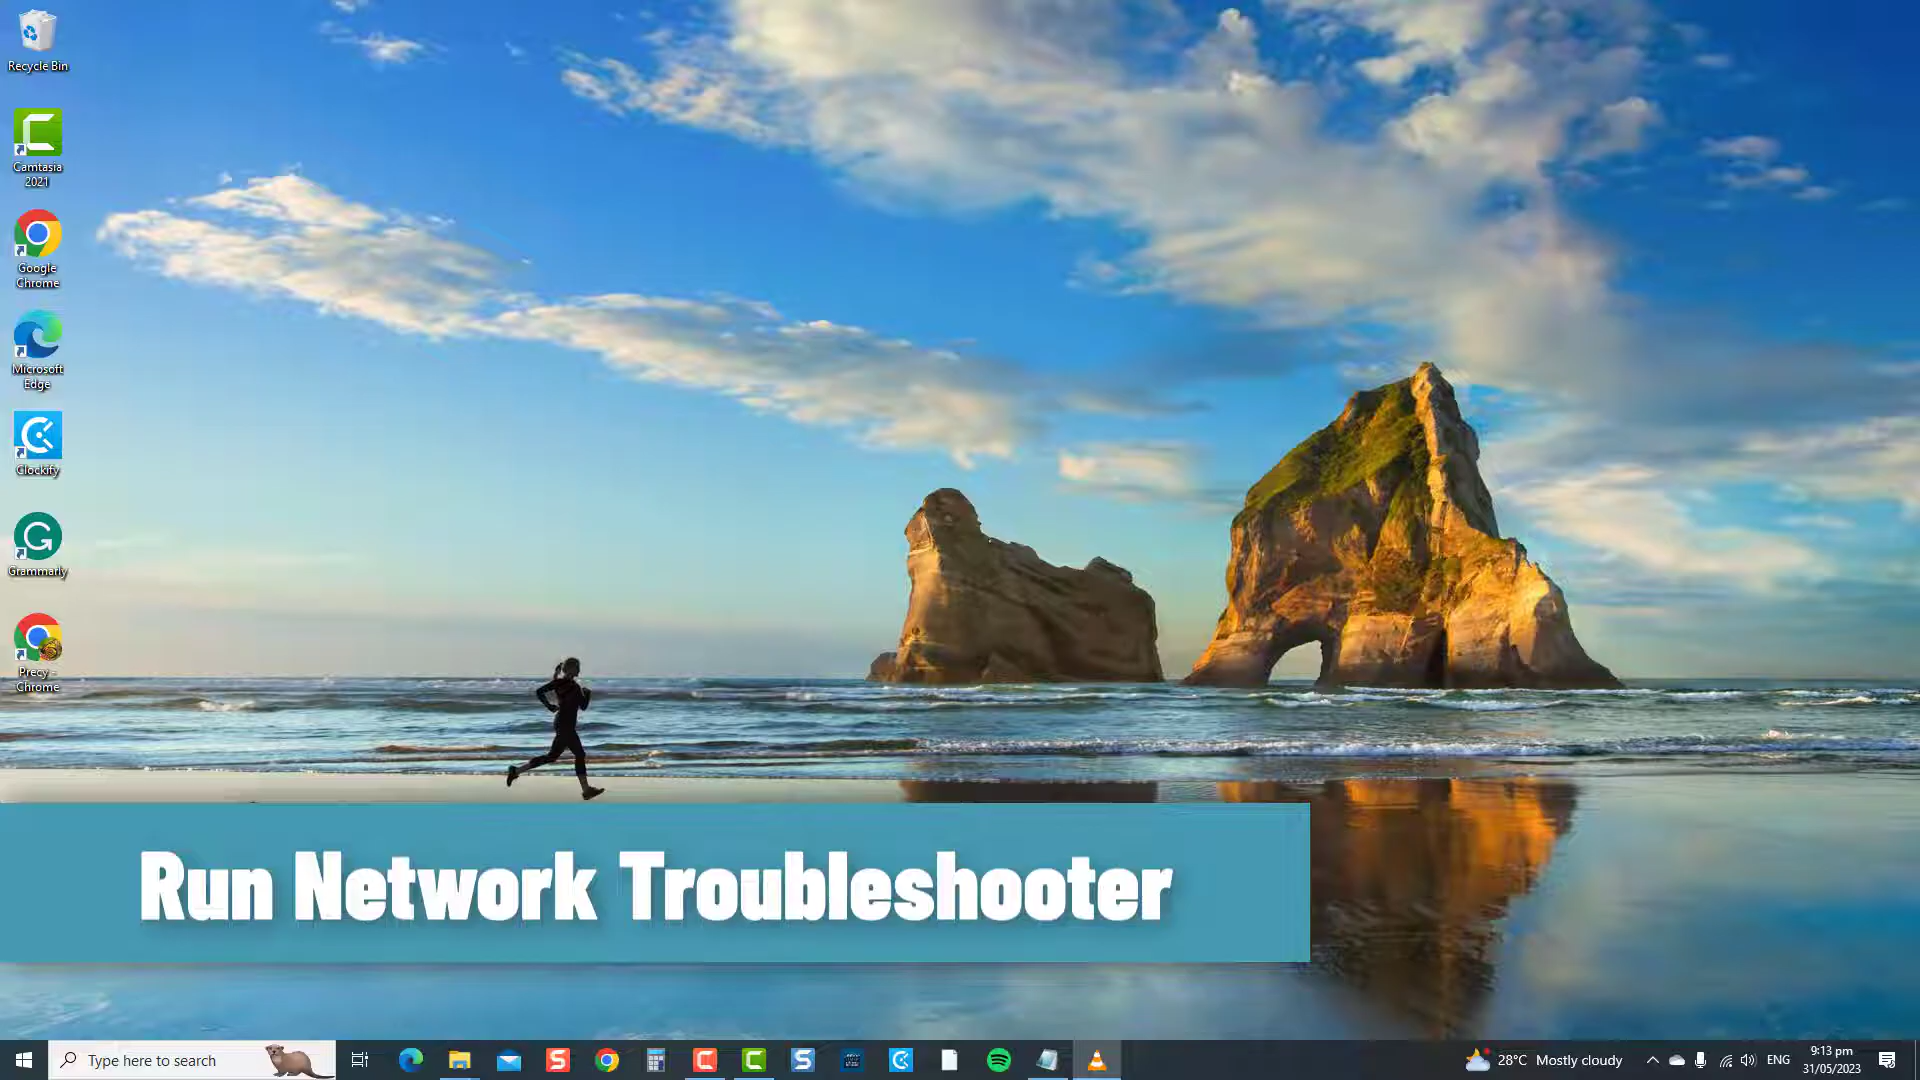 Recycle Bin
Camtasia
2021
Google
Chrome
Microsoft
Edge
Clockify
Grammarly
Precy -
Chrome
Run Network Troubleshooter
Type here to search
28°C Mostly cloudy
ENG
9:13 pm
31/05/2023